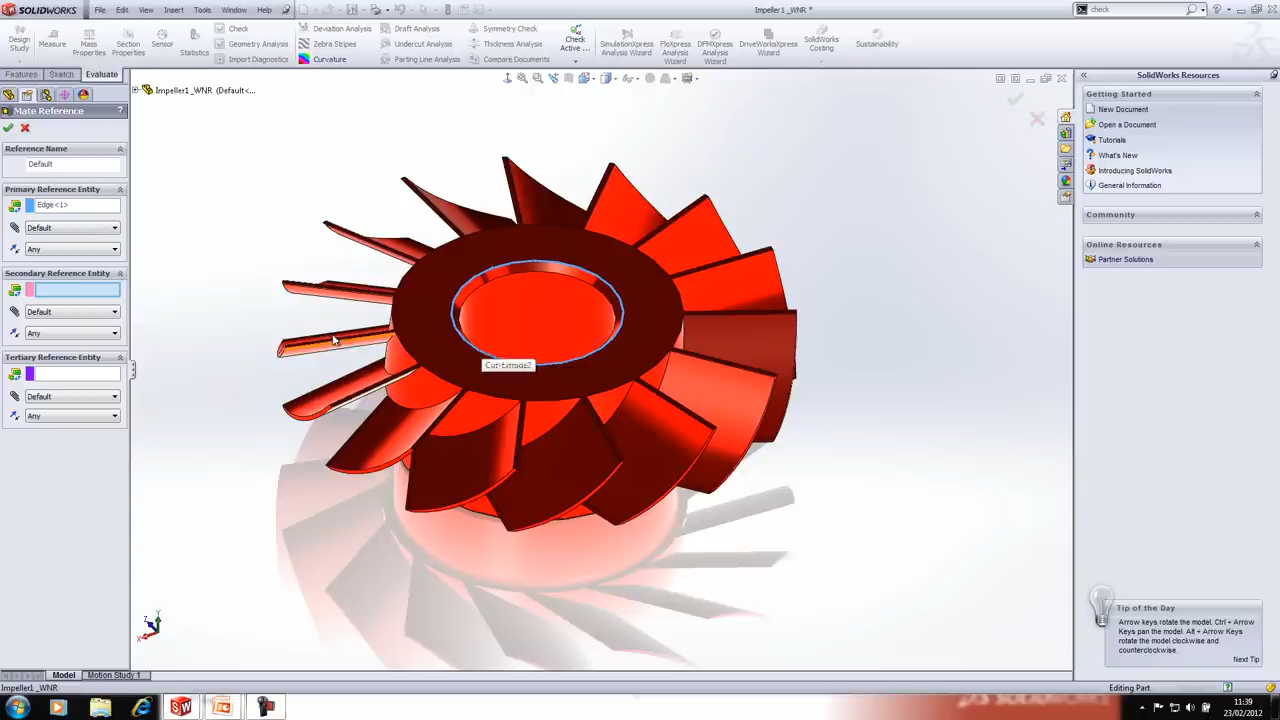 SOLIDWORKS File Edit View Insert Tools Window Help Impeller1 _WNR * check
Design Study
Measure
Mass Properties
Section Properties
Sensor
Statistics
Check
Geometry Analysis
Import Diagnostics
Deviation Analysis
Zebra Stripes
Curvature
Draft Analysis
Undercut Analysis
Parting Line Analysis
Symmetry Check
Thickness Analysis
Compare Documents
Check Active ...
SimulationXpress Analysis Wizard
FloXpress Analysis Wizard
DFMXpress Analysis Wizard
DriveWorksXpress Wizard
SolidWorks Costing
Sustainability
Features Sketch Evaluate
Impeller1 _WNR (Default<...
Mate Reference ?
Reference Name
Default
Primary Reference Entity
Edge<1>
Default
Any
Secondary Reference Entity
Default
Any
Tertiary Reference Entity
Default
Any
Cut-Extrude2
Y
Z
X
SolidWorks Resources
Getting Started
New Document
Open a Document
Tutorials
What's New
Introducing SolidWorks
General Information
Community
Online Resources
Partner Solutions
Tip of the Day
Arrow keys rotate the model. Ctrl + Arrow
Keys pan the model. Alt + Arrow Keys
rotate the model clockwise and
counterclockwise.
Next Tip
Model Motion Study 1
Impeller1 _WNR Editing Part
11:39
23/02/2012